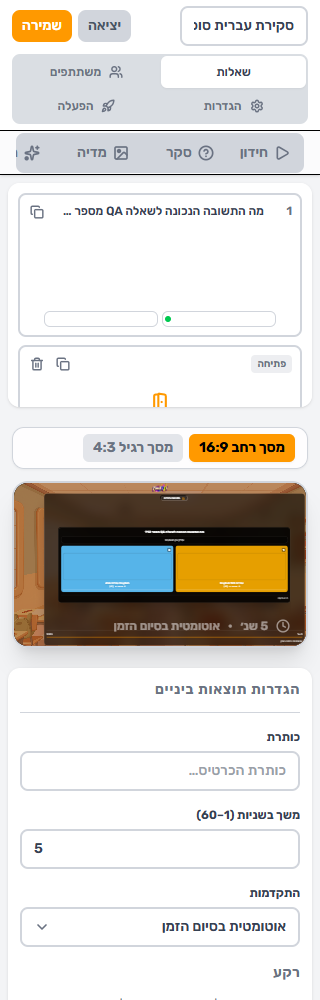 סקירת עברית סופ
יציאה
שמירה
שאלות
משתתפים
הגדרות
הפעלה
חידון
סקר
מדיה
1
מה התשובה הנכונה לשאלה QA מספר ...
פתיחה
מסך רחב 16:9
מסך רגיל 4:3
5 שנ׳ • אוטומטית בסיום הזמן
הגדרות תוצאות ביניים
כותרת
כותרת הכרטיס...
משך בשניות (1–60)
5
התקדמות
אוטומטית בסיום הזמן
רקע